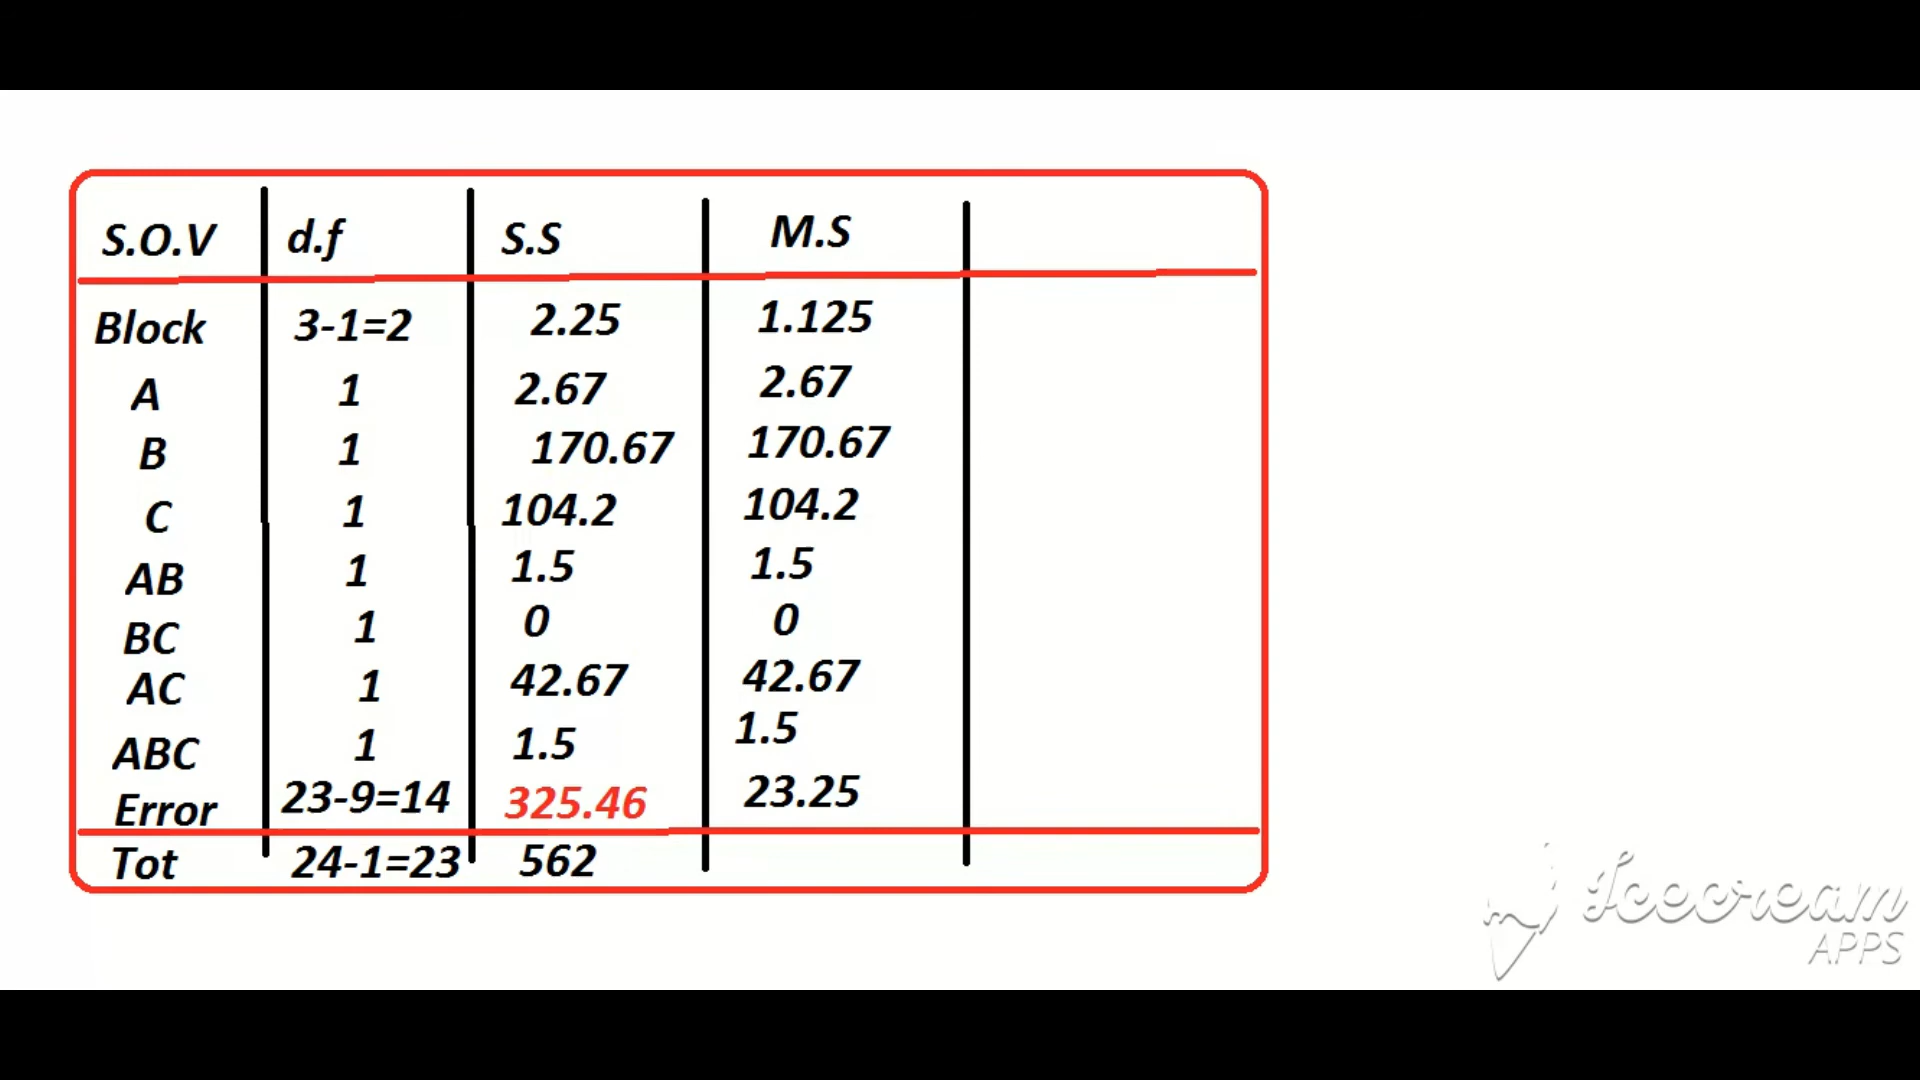 S.O.V d.f S.S M.S
Block 3-1=2 2.25 1.125
A 1 2.67 2.67
B 1 170.67 170.67
C 1 104.2 104.2
AB 1 1.5 1.5
BC 1 0 0
AC 1 42.67 42.67
ABC 1 1.5 1.5
Error 23-9=14 325.46 23.25
Tot 24-1=23 562
Icecream
APPS